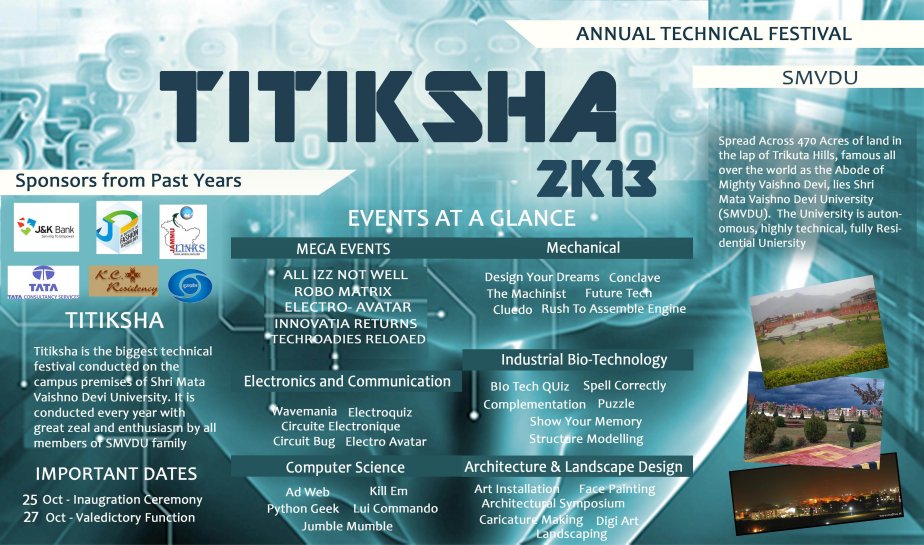 ANNUAL TECHNICAL FESTIVAL
SMVDU
TITIKSHA
2K13
Spread Across 470 Acres of land in
the lap of Trikuta Hills, famous all
over the world as the Abode of
Mighty Vaishno Devi, lies Shri
Mata Vaishno Devi University
(SMVDU). The University is auton-
omous, highly technical, fully Resi-
dential Uniersity
Sponsors from Past Years
J&K Bank
Serving To Empower
FASHION
JAMMU
LINKS
TATA
TATA CONSULTANCY SERVICES
K.C.
Residency
TITIKSHA
Titiksha is the biggest technical
festival conducted on the
campus premises of Shri Mata
Vaishno Devi University. It is
conducted every year with
great zeal and enthusiasm by all
members of SMVDU family
IMPORTANT DATES
25 Oct - Inaugration Ceremony
27 Oct - Valedictory Function
EVENTS AT A GLANCE
MEGA EVENTS
ALL IZZ NOT WELL
ROBO MATRIX
ELECTRO- AVATAR
INNOVATIA RETURNS
TECHROADIES RELOAED
Electronics and Communication
Wavemania Electroquiz
Circuite Electronique
Circuit Bug Electro Avatar
Computer Science
Ad Web Kill Em
Python Geek Lui Commando
Jumble Mumble
Mechanical
Design Your Dreams Conclave
The Machinist Future Tech
Cluedo Rush To Assemble Engine
Industrial Bio-Technology
BIo Tech QUiz Spell Correctly
Complementation Puzzle
Show Your Memory
Structure Modelling
Architecture & Landscape Design
Art Installation Face Painting
Architectural Symposium
Caricature Making Digi Art
Landscaping